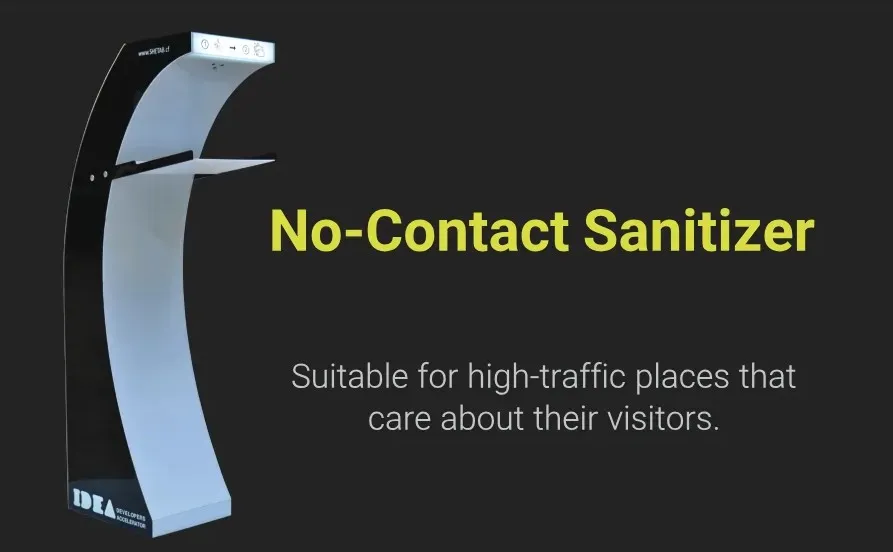 www.SHETAB.cf
No-Contact Sanitizer
Suitable for high-traffic places that
care about their visitors.
IDEA
DEVELOPERS
ACCELERATOR